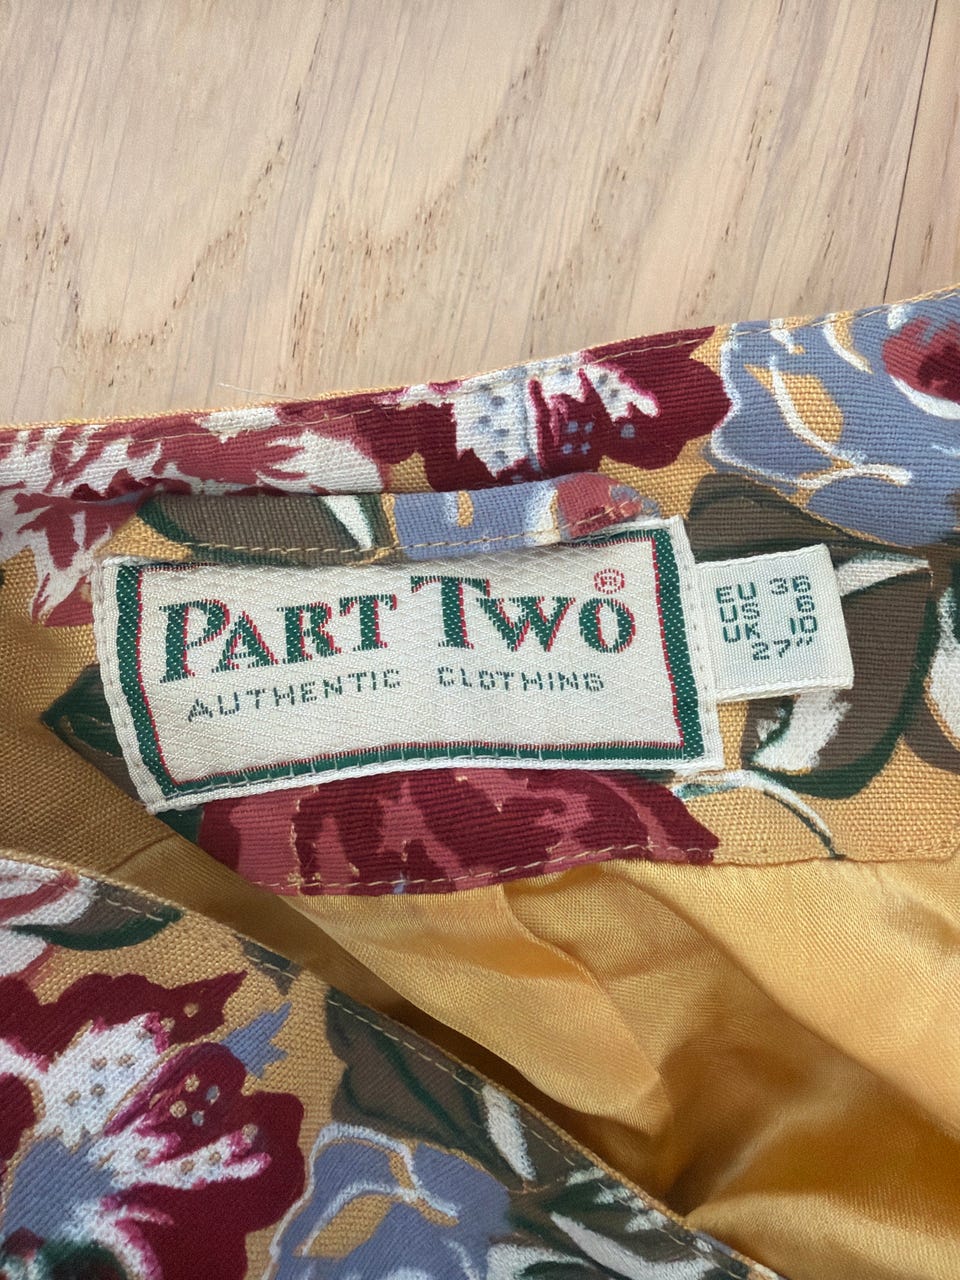 PART TWO®
AUTHENTIC CLOTHING
EU 36
US 6
UK 10
27"